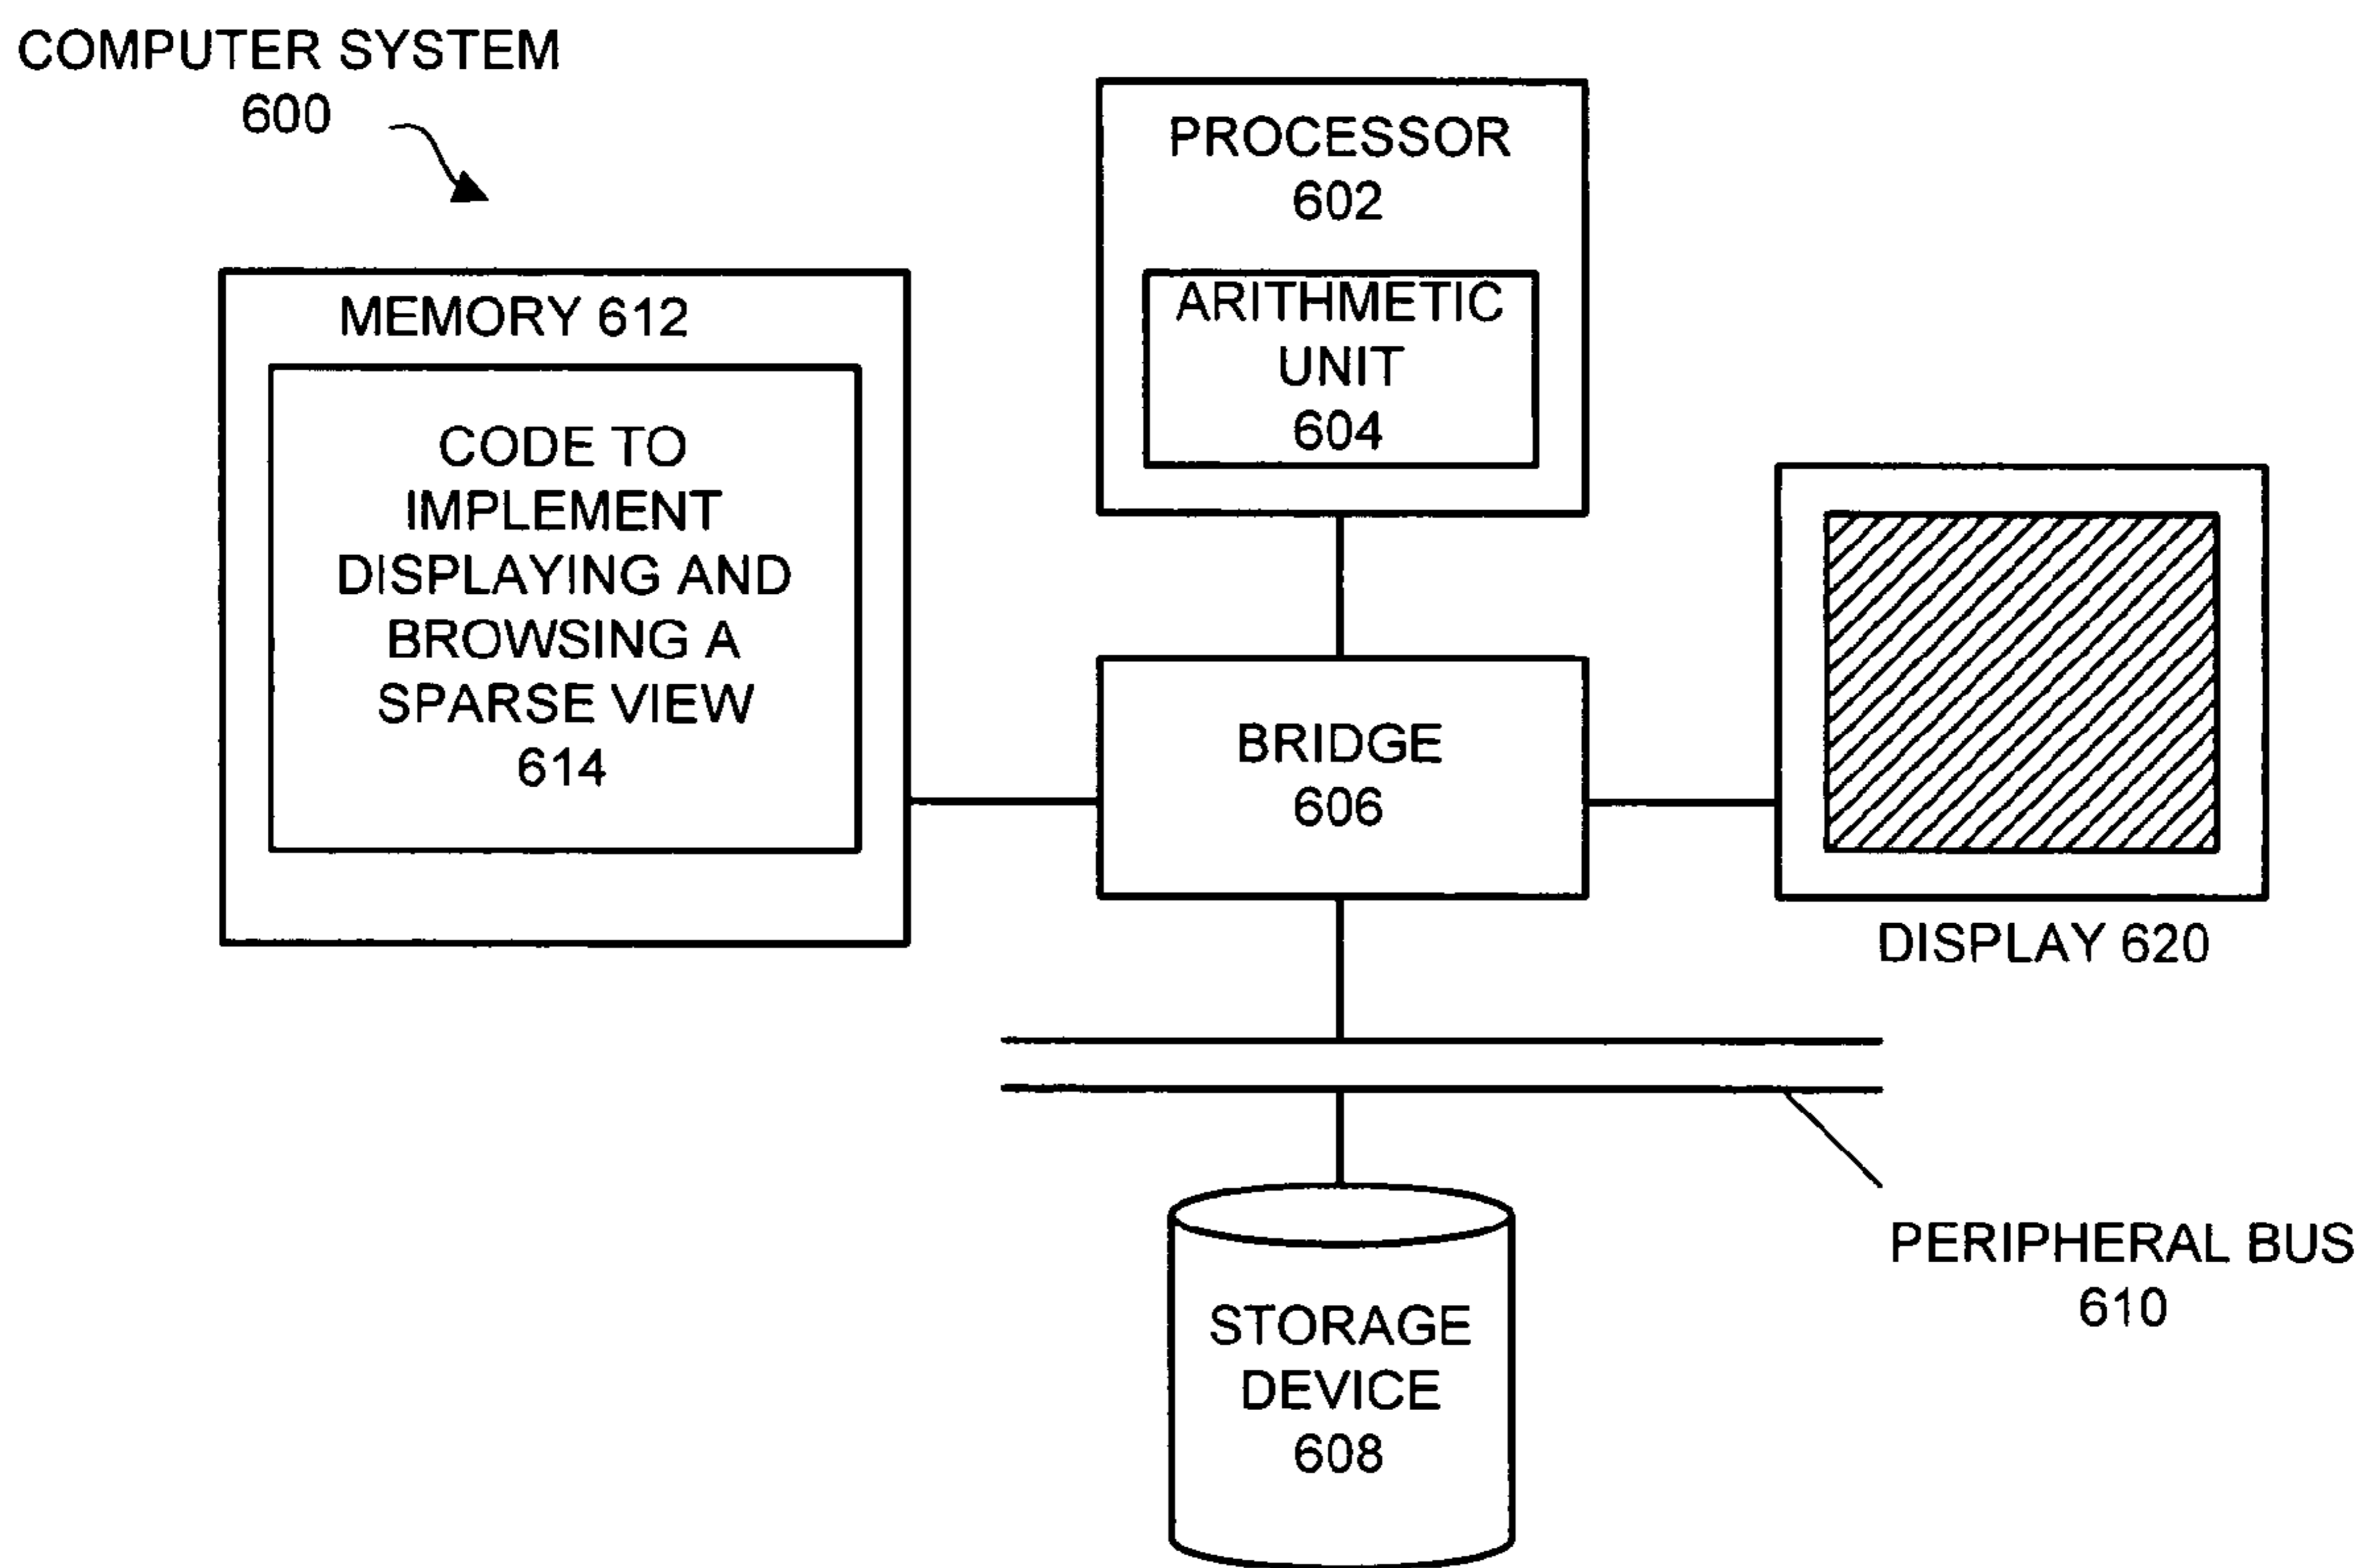 COMPUTER SYSTEM
600
PROCESSOR
602
ARITHMETIC
UNIT
604
MEMORY 612
CODE TO
IMPLEMENT
DISPLAYING AND
BROWSING A
SPARSE VIEW
614
BRIDGE
606
DISPLAY 620
PERIPHERAL BUS
610
STORAGE
DEVICE
608